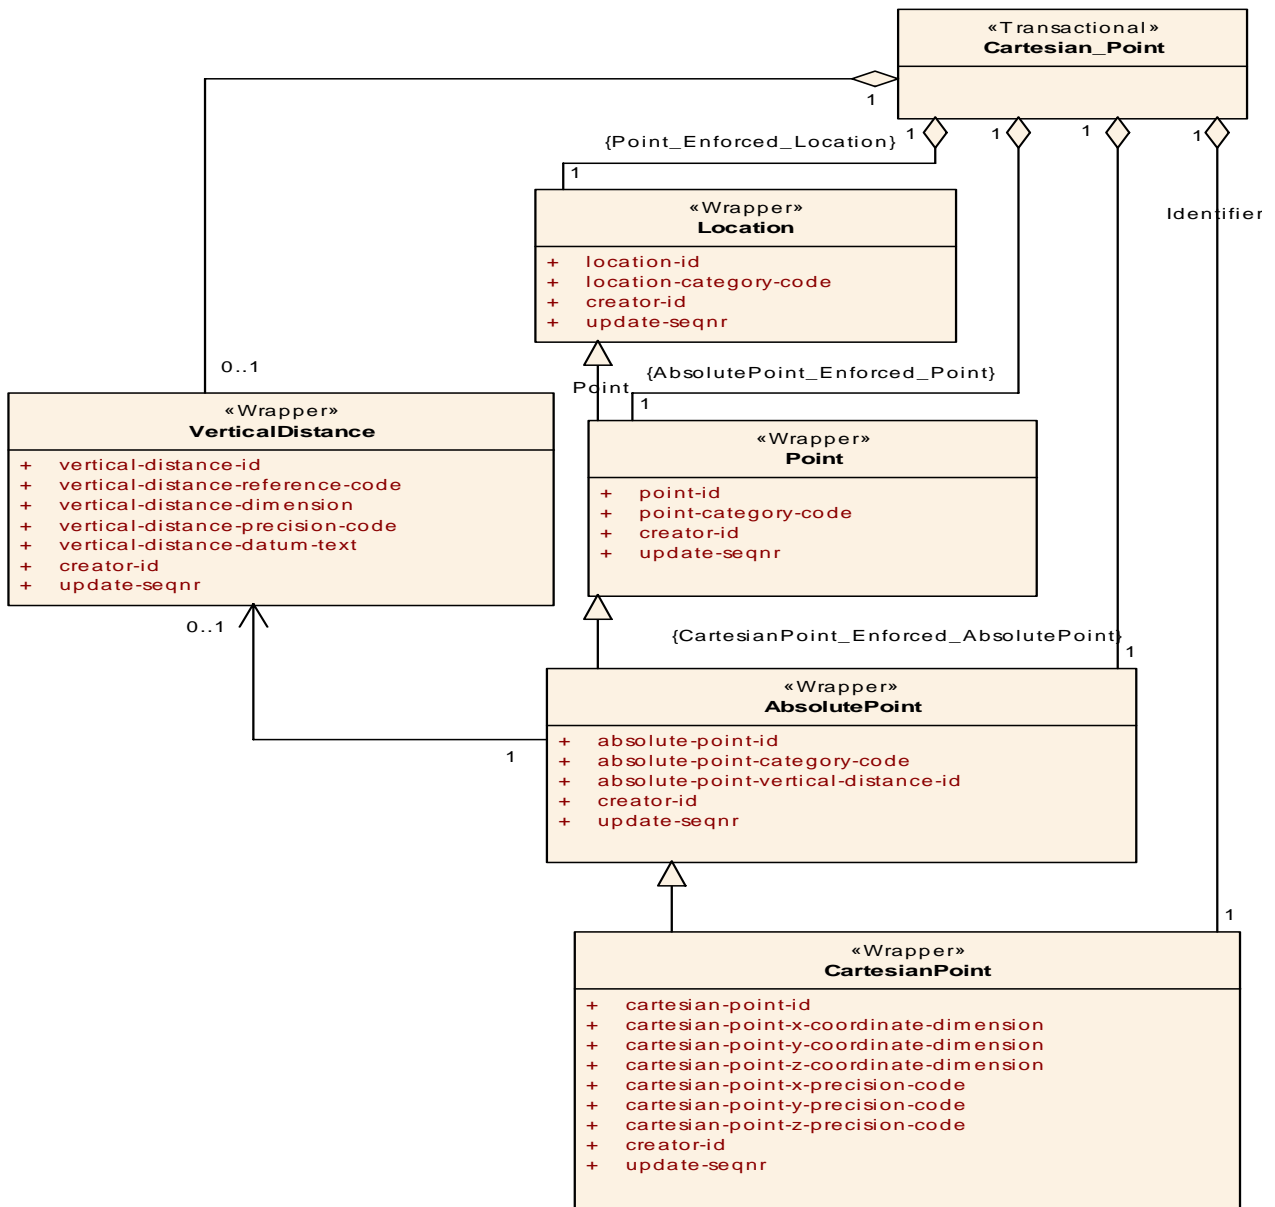 «Transactional»
Cartesian_Point
1
1
1
1
1
{Point_Enforced_Location}
1
«Wrapper»
Location
+ location-id
+ location-category-code
+ creator-id
+ update-seqnr
Identifier
0..1
Point
{AbsolutePoint_Enforced_Point}
1
«Wrapper»
VerticalDistance
+ vertical-distance-id
+ vertical-distance-reference-code
+ vertical-distance-dimension
+ vertical-distance-precision-code
+ vertical-distance-datum-text
+ creator-id
+ update-seqnr
«Wrapper»
Point
+ point-id
+ point-category-code
+ creator-id
+ update-seqnr
0..1
{CartesianPoint_Enforced_AbsolutePoint}
1
«Wrapper»
AbsolutePoint
+ absolute-point-id
+ absolute-point-category-code
+ absolute-point-vertical-distance-id
+ creator-id
+ update-seqnr
1
1
«Wrapper»
CartesianPoint
+ cartesian-point-id
+ cartesian-point-x-coordinate-dimension
+ cartesian-point-y-coordinate-dimension
+ cartesian-point-z-coordinate-dimension
+ cartesian-point-x-precision-code
+ cartesian-point-y-precision-code
+ cartesian-point-z-precision-code
+ creator-id
+ update-seqnr